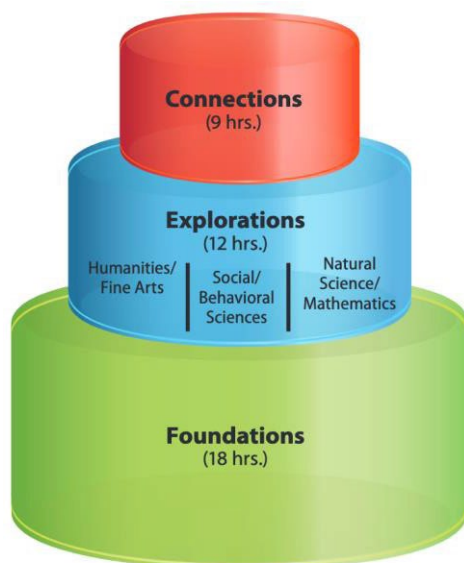 Connections
(9 hrs.)
Explorations
(12 hrs.)
Humanities/
Fine Arts
Social/
Behavioral
Sciences
Natural
Science/
Mathematics
Foundations
(18 hrs.)